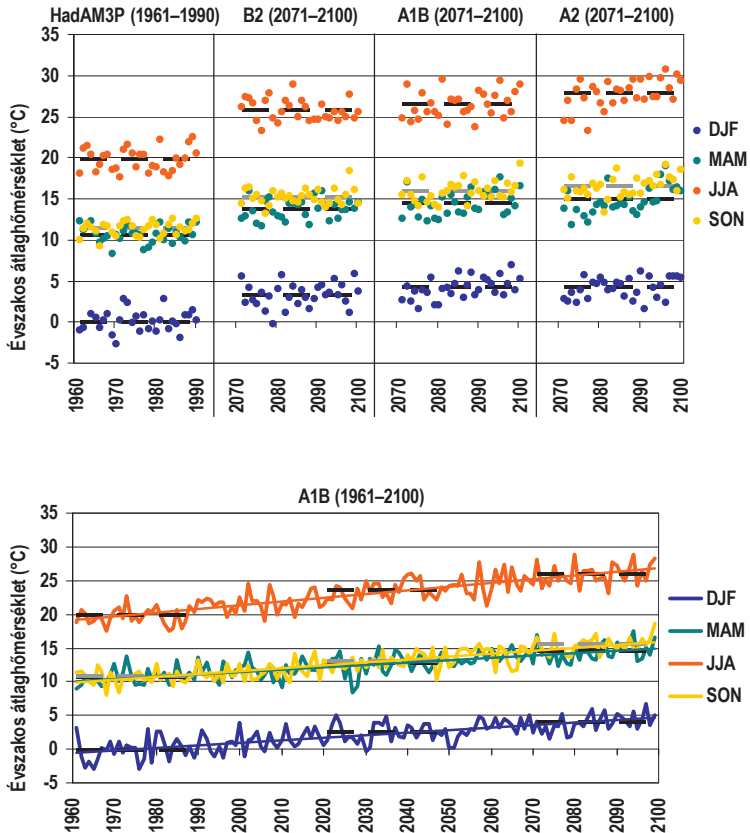 HadAM3P (1961–1990) B2 (2071–2100) A1B (2071–2100) A2 (2071–2100)
Évszakos átlaghőmérséklet (°C)
35
30
25
20
15
10
5
0
-5
1960 1970 1980 1990 2070 2080 2090 2100 2070 2080 2090 2100 2070 2080 2090 2100
DJF
MAM
JJA
SON
A1B (1961–2100)
Évszakos átlaghőmérséklet (°C)
35
30
25
20
15
10
5
0
-5
1960 1970 1980 1990 2000 2010 2020 2030 2040 2050 2060 2070 2080 2090 2100
DJF
MAM
JJA
SON